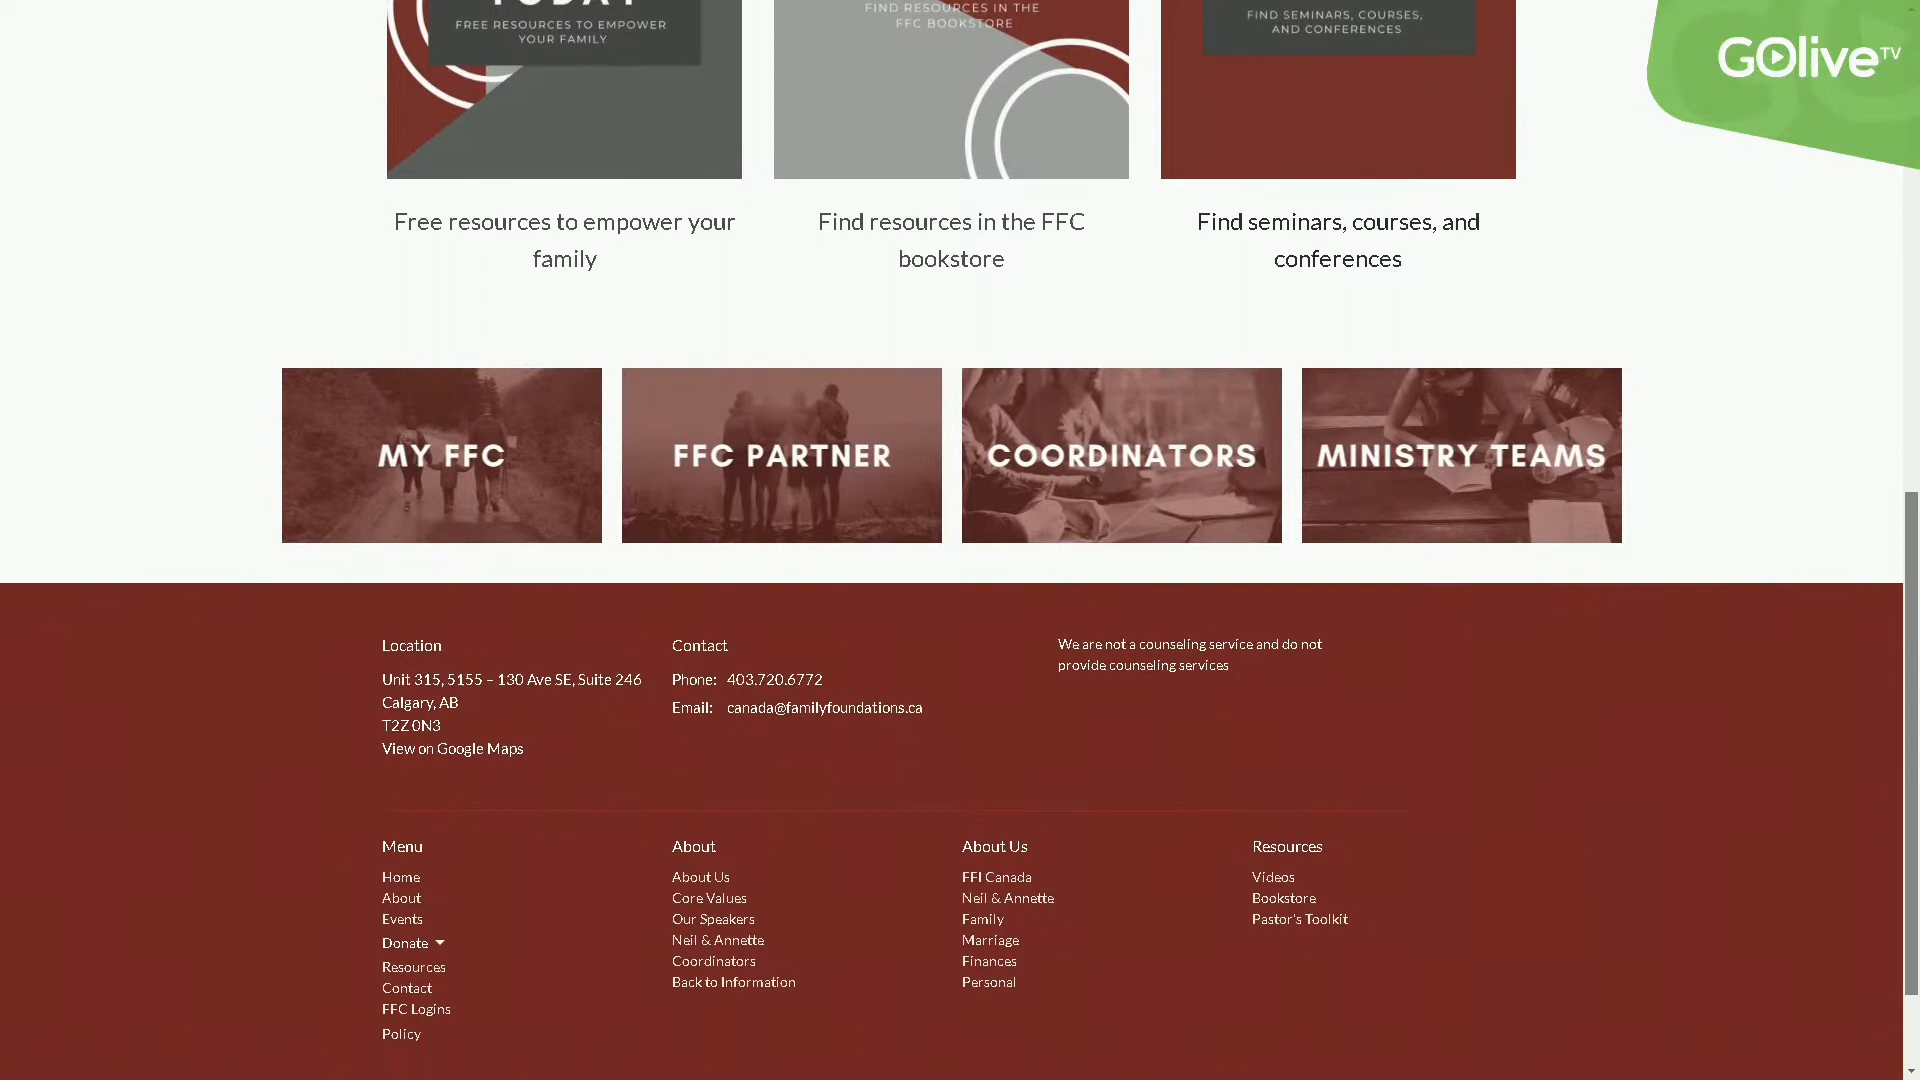 FREE RESOURCES TO EMPOWER
YOUR FAMILY
FIND RESOURCES IN THE
FFC BOOKSTORE
FIND SEMINARS, COURSES,
AND CONFERENCES
GOlive TV
Free resources to empower your
family
Find resources in the FFC
bookstore
Find seminars, courses, and
conferences
MY FFC
FFC PARTNER
COORDINATORS
MINISTRY TEAMS
Location
Unit 315, 5155 – 130 Ave SE, Suite 246
Calgary, AB
T2Z 0N3
View on Google Maps
Contact
Phone: 403.720.6772
Email: canada@familyfoundations.ca
We are not a counseling service and do not
provide counseling services
Menu
Home
About
Events
Donate
Resources
Contact
FFC Logins
Policy
About
About Us
Core Values
Our Speakers
Neil & Annette
Coordinators
Back to Information
About Us
FFI Canada
Neil & Annette
Family
Marriage
Finances
Personal
Resources
Videos
Bookstore
Pastor's Toolkit